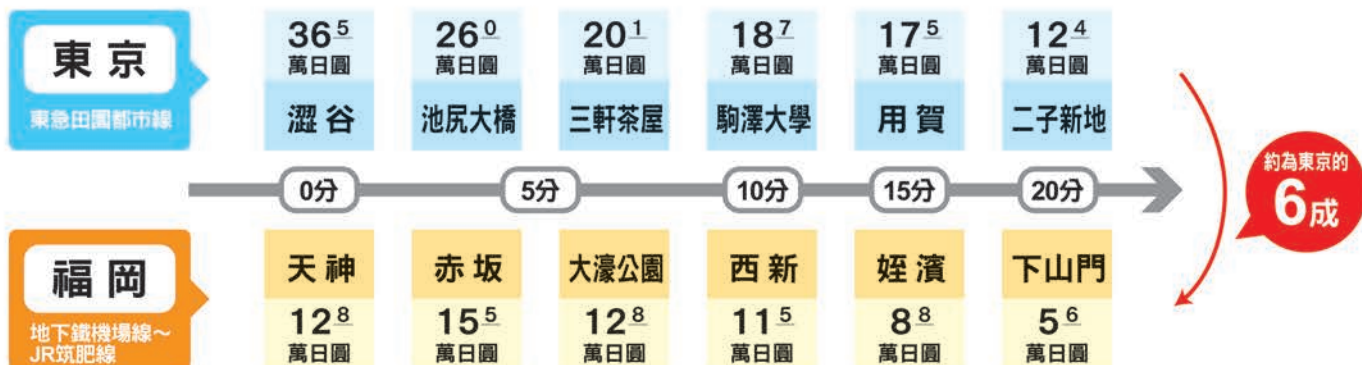 東京
東急田園都市線
36 5 26 0 20 1 18 7 17 5 12 4
萬日圓 萬日圓 萬日圓 萬日圓 萬日圓 萬日圓
澀谷 池尻大橋 三軒茶屋 駒澤大學 用賀 二子新地
0分 5分 10分 15分 20分
約為東京的
6成
福岡
地下鐵機場線～
JR筑肥線
天神 赤坂 大濠公園 西新 姪濱 下山門
12 8 15 5 12 8 11 5 8 8 5 6
萬日圓 萬日圓 萬日圓 萬日圓 萬日圓 萬日圓